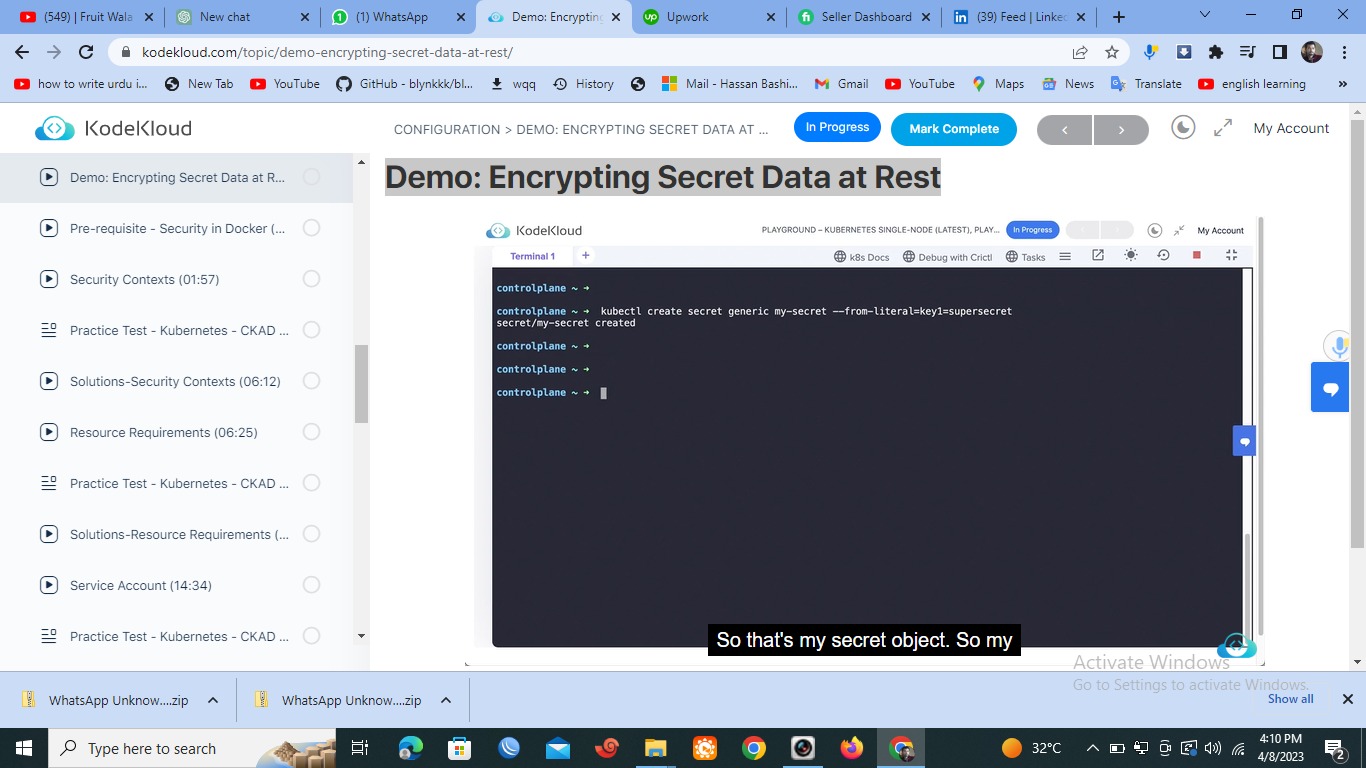 (549) | Fruit Wala
New chat
(1) WhatsApp
Demo: Encrypting
Upwork
Seller Dashboard
(39) Feed | Linke
kodekloud.com/topic/demo-encrypting-secret-data-at-rest/
how to write urdu i...
New Tab
YouTube
GitHub - blynkkk/bl...
wqq
History
Mail - Hassan Bashi...
Gmail
YouTube
Maps
News
Translate
english learning
»
KodeKloud
CONFIGURATION > DEMO: ENCRYPTING SECRET DATA AT ...
In Progress
Mark Complete
<
>
My Account
Demo: Encrypting Secret Data at R...
Pre-requisite - Security in Docker (...
Security Contexts (01:57)
Practice Test - Kubernetes - CKAD ...
Solutions-Security Contexts (06:12)
Resource Requirements (06:25)
Practice Test - Kubernetes - CKAD ...
Solutions-Resource Requirements (...
Service Account (14:34)
Practice Test - Kubernetes - CKAD ...
Demo: Encrypting Secret Data at Rest
KodeKloud
PLAYGROUND – KUBERNETES SINGLE-NODE (LATEST), PLAY...
In Progress
My Account
Terminal 1
+
k8s Docs
Debug with Crictl
Tasks
controlplane ~ ➜
controlplane ~ ➜ kubectl create secret generic my-secret --from-literal=key1=supersecret
secret/my-secret created
controlplane ~ ➜
controlplane ~ ➜
controlplane ~ ➜
So that's my secret object. So my
Activate Windows
Go to Settings to activate Windows.
WhatsApp Unknow....zip
WhatsApp Unknow....zip
Show all
Type here to search
32°C
4:10 PM
4/8/2023
2